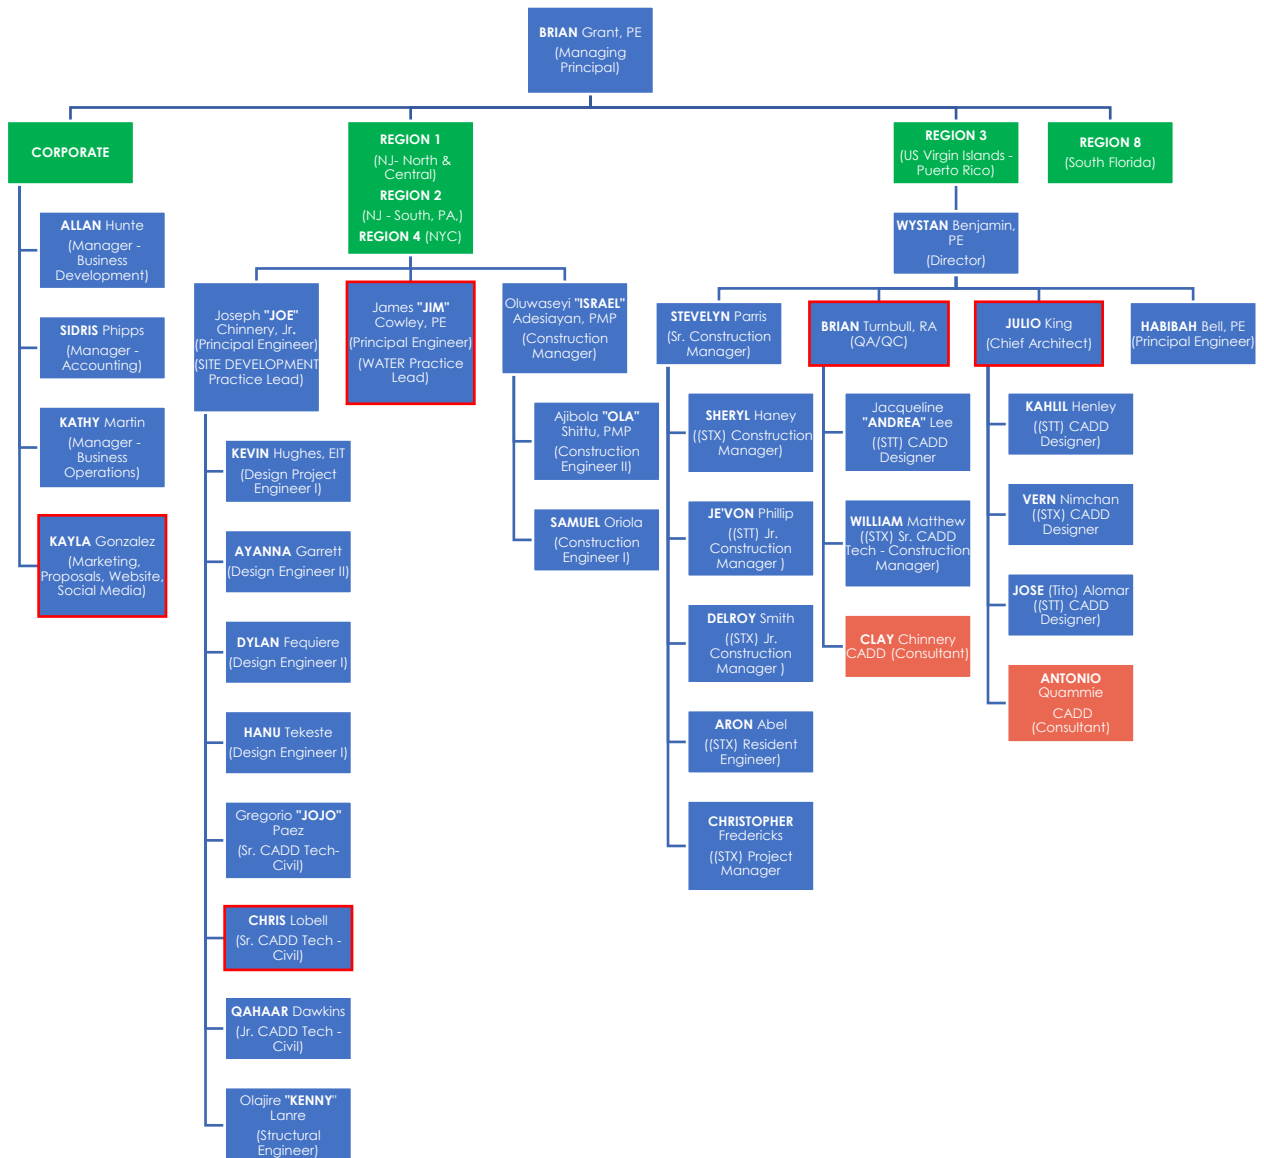 BRIAN Grant, PE
(Managing
Principal)
CORPORATE
ALLAN Hunte
(Manager -
Business
Development)
SIDRIS Phipps
(Manager -
Accounting)
KATHY Martin
(Manager -
Business
Operations)
KAYLA Gonzalez
(Marketing,
Proposals, Website,
Social Media)
REGION 1
(NJ- North &
Central)
REGION 2
(NJ - South, PA,)
REGION 4 (NYC)
Joseph "JOE"
Chinnery, Jr.
(Principal Engineer)
(SITE DEVELOPMENT
Practice Lead)
KEVIN Hughes, EIT
(Design Project
Engineer I)
AYANNA Garrett
(Design Engineer II)
DYLAN Fequiere
(Design Engineer I)
HANU Tekeste
(Design Engineer I)
Gregorio "JOJO"
Paez
(Sr. CADD Tech-
Civil)
CHRIS Lobell
(Sr. CADD Tech -
Civil)
QAHAAR Dawkins
(Jr. CADD Tech -
Civil)
Olajire "KENNY"
Lanre
(Structural
Engineer)
James "JIM"
Cowley, PE
(Principal Engineer)
(WATER Practice
Lead)
Oluwaseyi "ISRAEL"
Adesiayan, PMP
(Construction
Manager)
Ajibola "OLA"
Shittu, PMP
(Construction
Engineer II)
SAMUEL Oriola
(Construction
Engineer I)
REGION 3
(US Virgin Islands -
Puerto Rico)
WYSTAN Benjamin,
PE
(Director)
STEVELYN Parris
(Sr. Construction
Manager)
SHERYL Haney
((STX) Construction
Manager)
JE'VON Phillip
((STT) Jr.
Construction
Manager )
DELROY Smith
((STX) Jr.
Construction
Manager )
ARON Abel
((STX) Resident
Engineer)
CHRISTOPHER
Fredericks
((STX) Project
Manager
BRIAN Turnbull, RA
(QA/QC)
Jacqueline
"ANDREA" Lee
((STT) CADD
Designer
WILLIAM Matthew
((STX) Sr. CADD
Tech - Construction
Manager)
CLAY Chinnery
CADD (Consultant)
JULIO King
(Chief Architect)
KAHLIL Henley
((STT) CADD
Designer)
VERN Nimchan
((STX) CADD
Designer
JOSE (Tito) Alomar
((STT) CADD
Designer)
ANTONIO
Quammie
CADD
(Consultant)
HABIBAH Bell, PE
(Principal Engineer)
REGION 8
(South Florida)